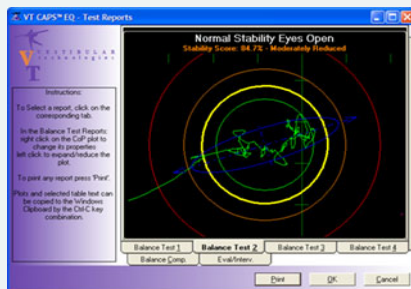 VT CAPS™ EQ - Test Reports
VESTIBULAR
Technologies
VT
Instructions:
To Select a report, click on the
corresponding tab.
In the Balance Test Reports:
right click on the CoP plot to
change its properties
left click to expand/reduce the
plot.
To print any report press 'Print'.
Plots and selected table text can
be copied to the Windows
Clipboard by the Ctrl-C key
combination.
Normal Stability Eyes Open
Stability Score: 84.7% - Moderately Reduced
Balance Test 1
Balance Test 2
Balance Test 3
Balance Test 4
Balance Comp.
Eval/Interv.
Print
OK
Cancel